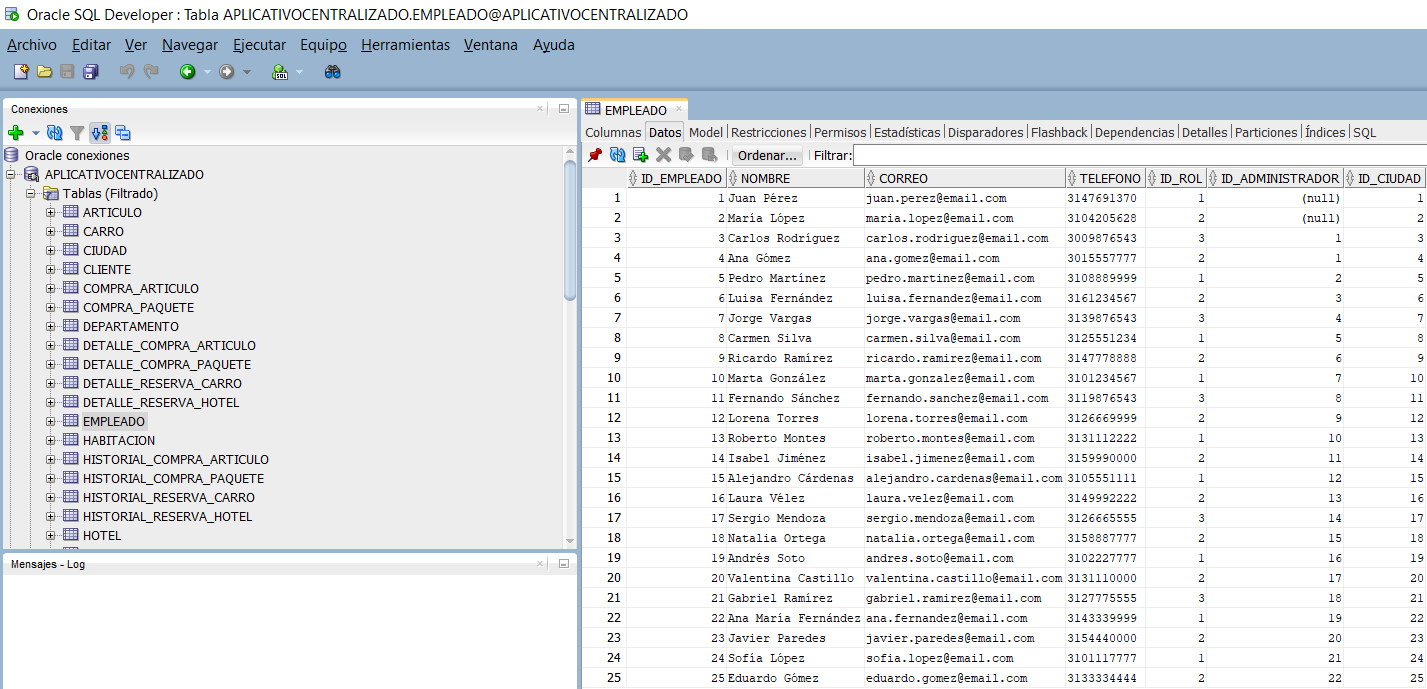 Oracle SQL Developer : Tabla APLICATIVOCENTRALIZADO.EMPLEADO@APLICATIVOCENTRALIZADO
Archivo Editar Ver Navegar Ejecutar Equipo Herramientas Ventana Ayuda
Conexiones
Oracle conexiones
APLICATIVOCENTRALIZADO
Tablas (Filtrado)
ARTICULO
CARRO
CIUDAD
CLIENTE
COMPRA_ARTICULO
COMPRA_PAQUETE
DEPARTAMENTO
DETALLE_COMPRA_ARTICULO
DETALLE_COMPRA_PAQUETE
DETALLE_RESERVA_CARRO
DETALLE_RESERVA_HOTEL
EMPLEADO
HABITACION
HISTORIAL_COMPRA_ARTICULO
HISTORIAL_COMPRA_PAQUETE
HISTORIAL_RESERVA_CARRO
HISTORIAL_RESERVA_HOTEL
HOTEL
Mensajes - Log
EMPLEADO
Columnas Datos Model Restricciones Permisos Estadísticas Disparadores Flashback Dependencias Detalles Particiones Índices SQL
Ordenar... Filtrar:
ID_EMPLEADO NOMBRE CORREO TELEFONO ID_ROL ID_ADMINISTRADOR ID_CIUDAD
1 1 Juan Pérez juan.perez@email.com 3147691370 1 (null) 1
2 2 María López maria.lopez@email.com 3104205628 2 (null) 2
3 3 Carlos Rodríguez carlos.rodriguez@email.com 3009876543 3 1 3
4 4 Ana Gómez ana.gomez@email.com 3015557777 2 1 4
5 5 Pedro Martínez pedro.martinez@email.com 3108889999 1 2 5
6 6 Luisa Fernández luisa.fernandez@email.com 3161234567 2 3 6
7 7 Jorge Vargas jorge.vargas@email.com 3139876543 3 4 7
8 8 Carmen Silva carmen.silva@email.com 3125551234 1 5 8
9 9 Ricardo Ramírez ricardo.ramirez@email.com 3147778888 2 6 9
10 10 Marta González marta.gonzalez@email.com 3101234567 1 7 10
11 11 Fernando Sánchez fernando.sanchez@email.com 3119876543 3 8 11
12 12 Lorena Torres lorena.torres@email.com 3126669999 2 9 12
13 13 Roberto Montes roberto.montes@email.com 3131112222 1 10 13
14 14 Isabel Jiménez isabel.jimenez@email.com 3159990000 2 11 14
15 15 Alejandro Cárdenas alejandro.cardenas@email.com 3105551111 1 12 15
16 16 Laura Vélez laura.velez@email.com 3149992222 2 13 16
17 17 Sergio Mendoza sergio.mendoza@email.com 3126665555 3 14 17
18 18 Natalia Ortega natalia.ortega@email.com 3158887777 2 15 18
19 19 Andrés Soto andres.soto@email.com 3102227777 1 16 19
20 20 Valentina Castillo valentina.castillo@email.com 3131110000 2 17 20
21 21 Gabriel Ramírez gabriel.ramirez@email.com 3127775555 3 18 21
22 22 Ana María Fernández ana.fernandez@email.com 3143339999 1 19 22
23 23 Javier Paredes javier.paredes@email.com 3154440000 2 20 23
24 24 Sofía López sofia.lopez@email.com 3101117777 1 21 24
25 25 Eduardo Gómez eduardo.gomez@email.com 3133334444 2 22 25